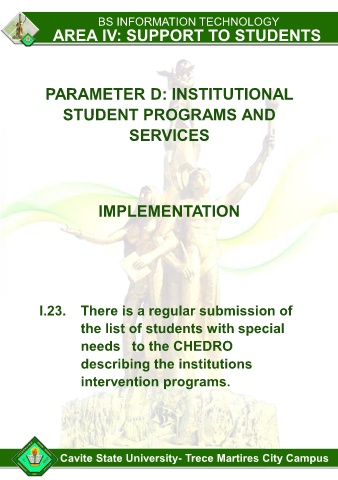 BS INFORMATION TECHNOLOGY
AREA IV: SUPPORT TO STUDENTS
PARAMETER D: INSTITUTIONAL
STUDENT PROGRAMS AND
SERVICES
IMPLEMENTATION
I.23. There is a regular submission of
the list of students with special
needs to the CHEDRO
describing the institutions
intervention programs.
Cavite State University- Trece Martires City Campus